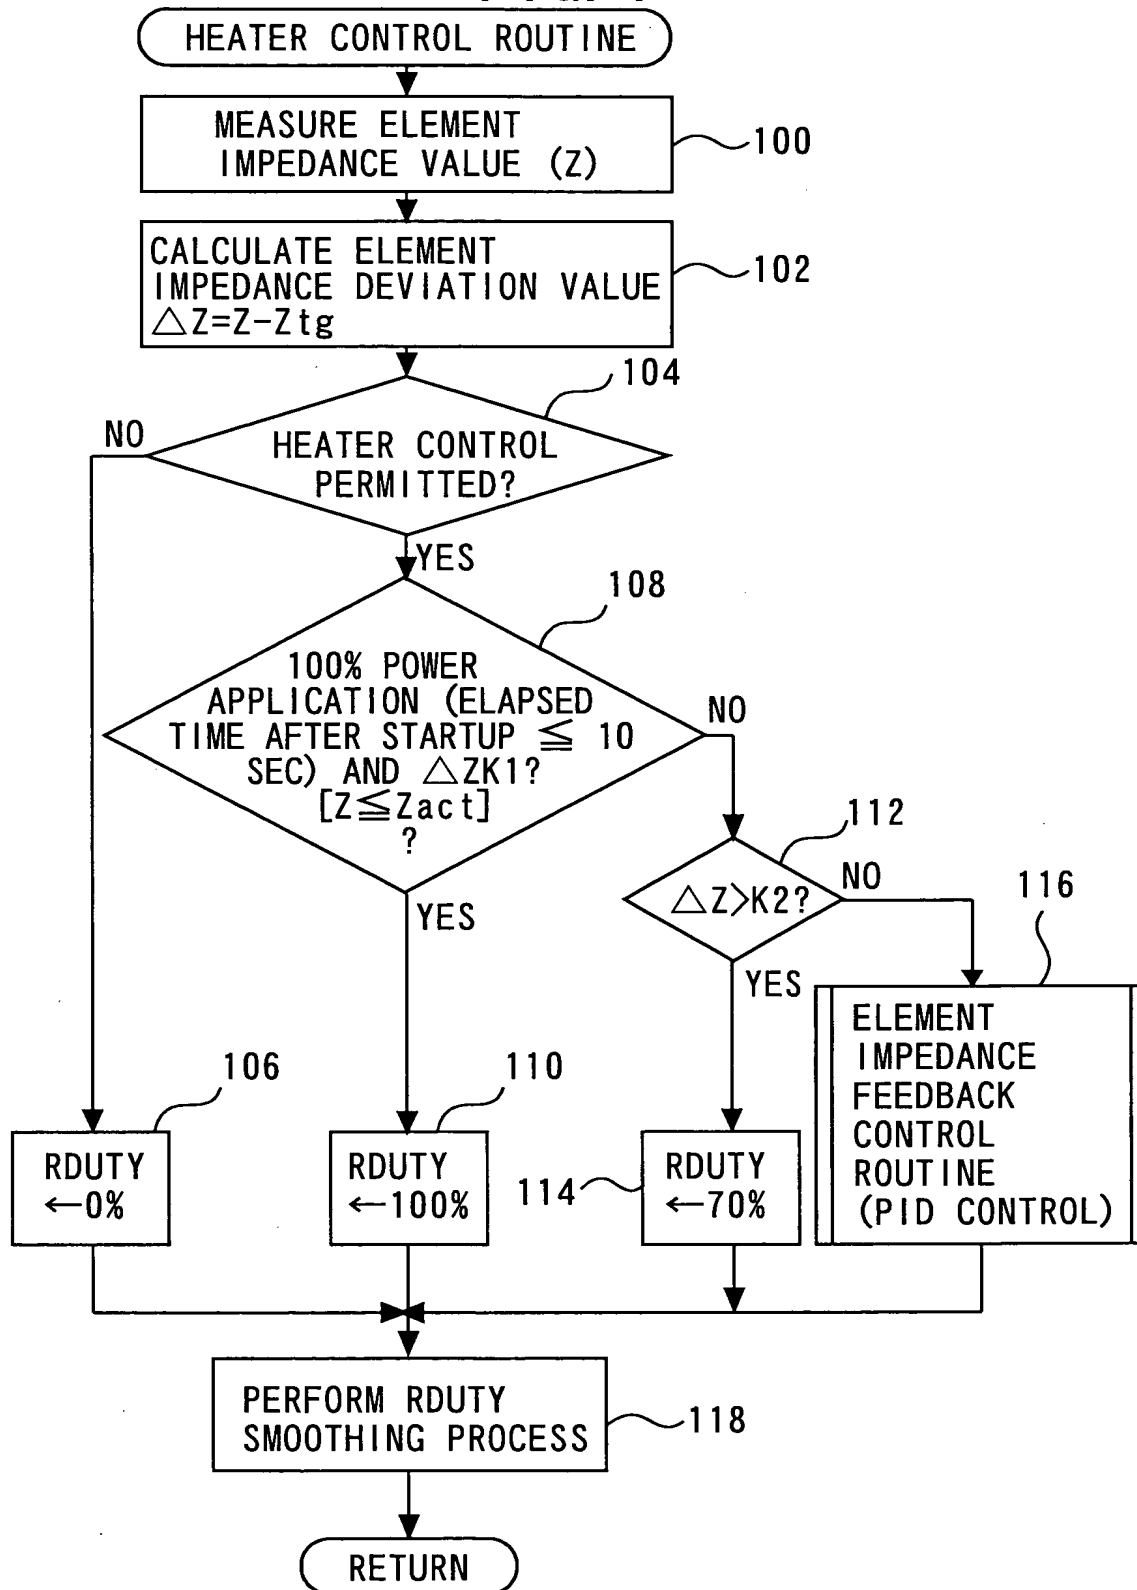 HEATER CONTROL ROUTINE
MEASURE ELEMENT
IMPEDANCE VALUE (Z)
100
CALCULATE ELEMENT
IMPEDANCE DEVIATION VALUE
△Z=Z-Ztg
102
104
HEATER CONTROL
PERMITTED?
NO
YES
108
100% POWER
APPLICATION (ELAPSED
TIME AFTER STARTUP ≦ 10
SEC) AND △ZK1?
[Z≦Zact]
?
NO
YES
112
△Z>K2?
NO
YES
116
ELEMENT
IMPEDANCE
FEEDBACK
CONTROL
ROUTINE
(PID CONTROL)
106
RDUTY
←0%
110
RDUTY
←100%
114
RDUTY
←70%
PERFORM RDUTY
SMOOTHING PROCESS
118
RETURN